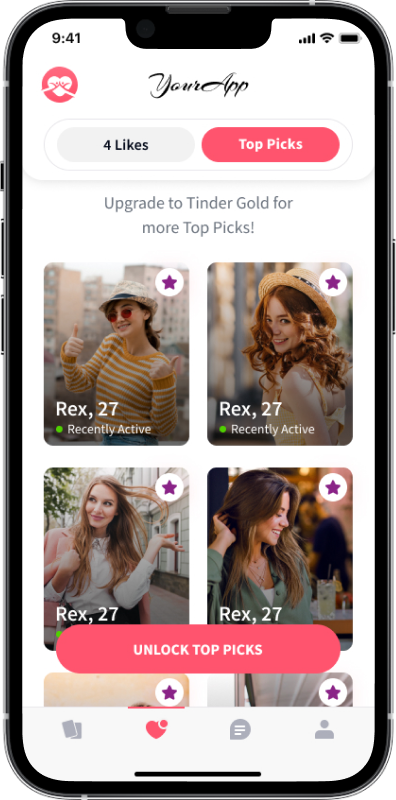 9:41
YourApp
4 Likes
Top Picks
Upgrade to Tinder Gold for
more Top Picks!
Rex, 27
Recently Active
Rex, 27
Recently Active
Rex, 27
Rex, 27
UNLOCK TOP PICKS